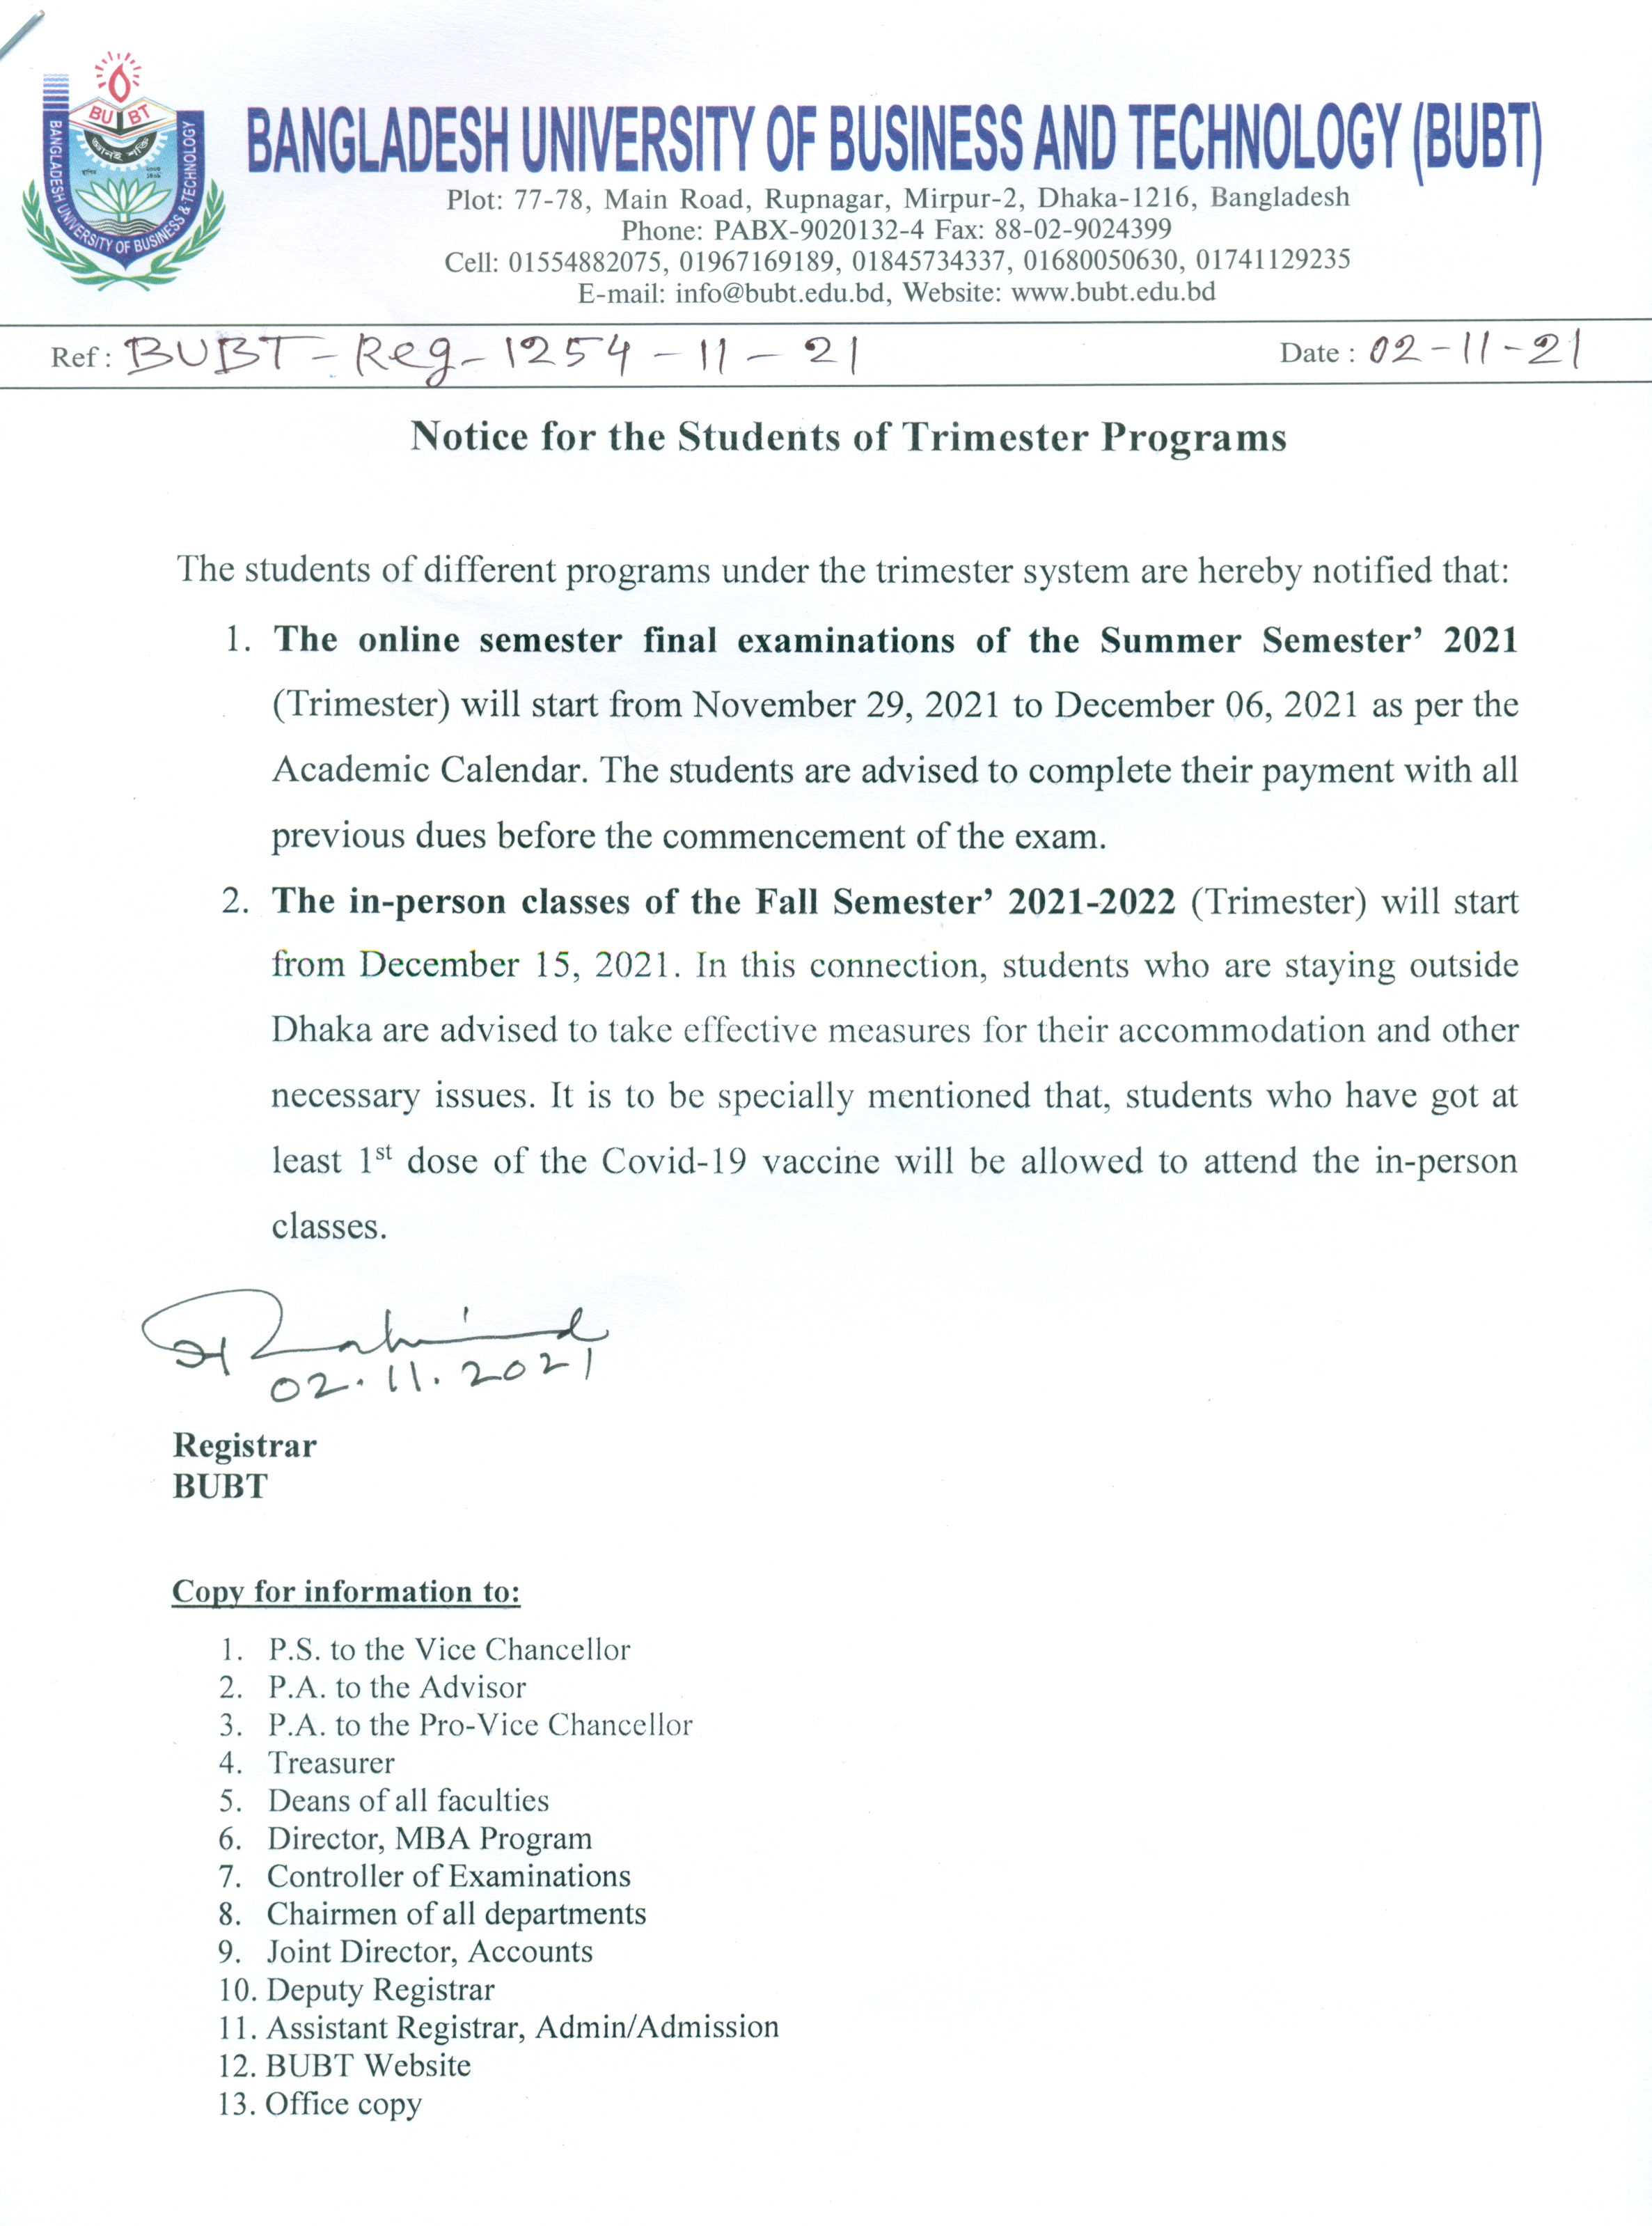 BU BT
জ্ঞানই শক্তি
BANGLADESH UNIVERSITY OF BUSINESS & TECHNOLOGY
BANGLADESH UNIVERSITY OF BUSINESS AND TECHNOLOGY (BUBT)
Plot: 77-78, Main Road, Rupnagar, Mirpur-2, Dhaka-1216, Bangladesh
Phone: PABX-9020132-4 Fax: 88-02-9024399
Cell: 01554882075, 01967169189, 01845734337, 01680050630, 01741129235
E-mail: info@bubt.edu.bd, Website: www.bubt.edu.bd
Ref : BUBT-Reg-1254-11-21 Date : 02-11-21
Notice for the Students of Trimester Programs
The students of different programs under the trimester system are hereby notified that:
1. The online semester final examinations of the Summer Semester’ 2021
(Trimester) will start from November 29, 2021 to December 06, 2021 as per the
Academic Calendar. The students are advised to complete their payment with all
previous dues before the commencement of the exam.
2. The in-person classes of the Fall Semester’ 2021-2022 (Trimester) will start
from December 15, 2021. In this connection, students who are staying outside
Dhaka are advised to take effective measures for their accommodation and other
necessary issues. It is to be specially mentioned that, students who have got at
least 1st dose of the Covid-19 vaccine will be allowed to attend the in-person
classes.
02.11.2021
Registrar
BUBT
Copy for information to:
1. P.S. to the Vice Chancellor
2. P.A. to the Advisor
3. P.A. to the Pro-Vice Chancellor
4. Treasurer
5. Deans of all faculties
6. Director, MBA Program
7. Controller of Examinations
8. Chairmen of all departments
9. Joint Director, Accounts
10. Deputy Registrar
11. Assistant Registrar, Admin/Admission
12. BUBT Website
13. Office copy